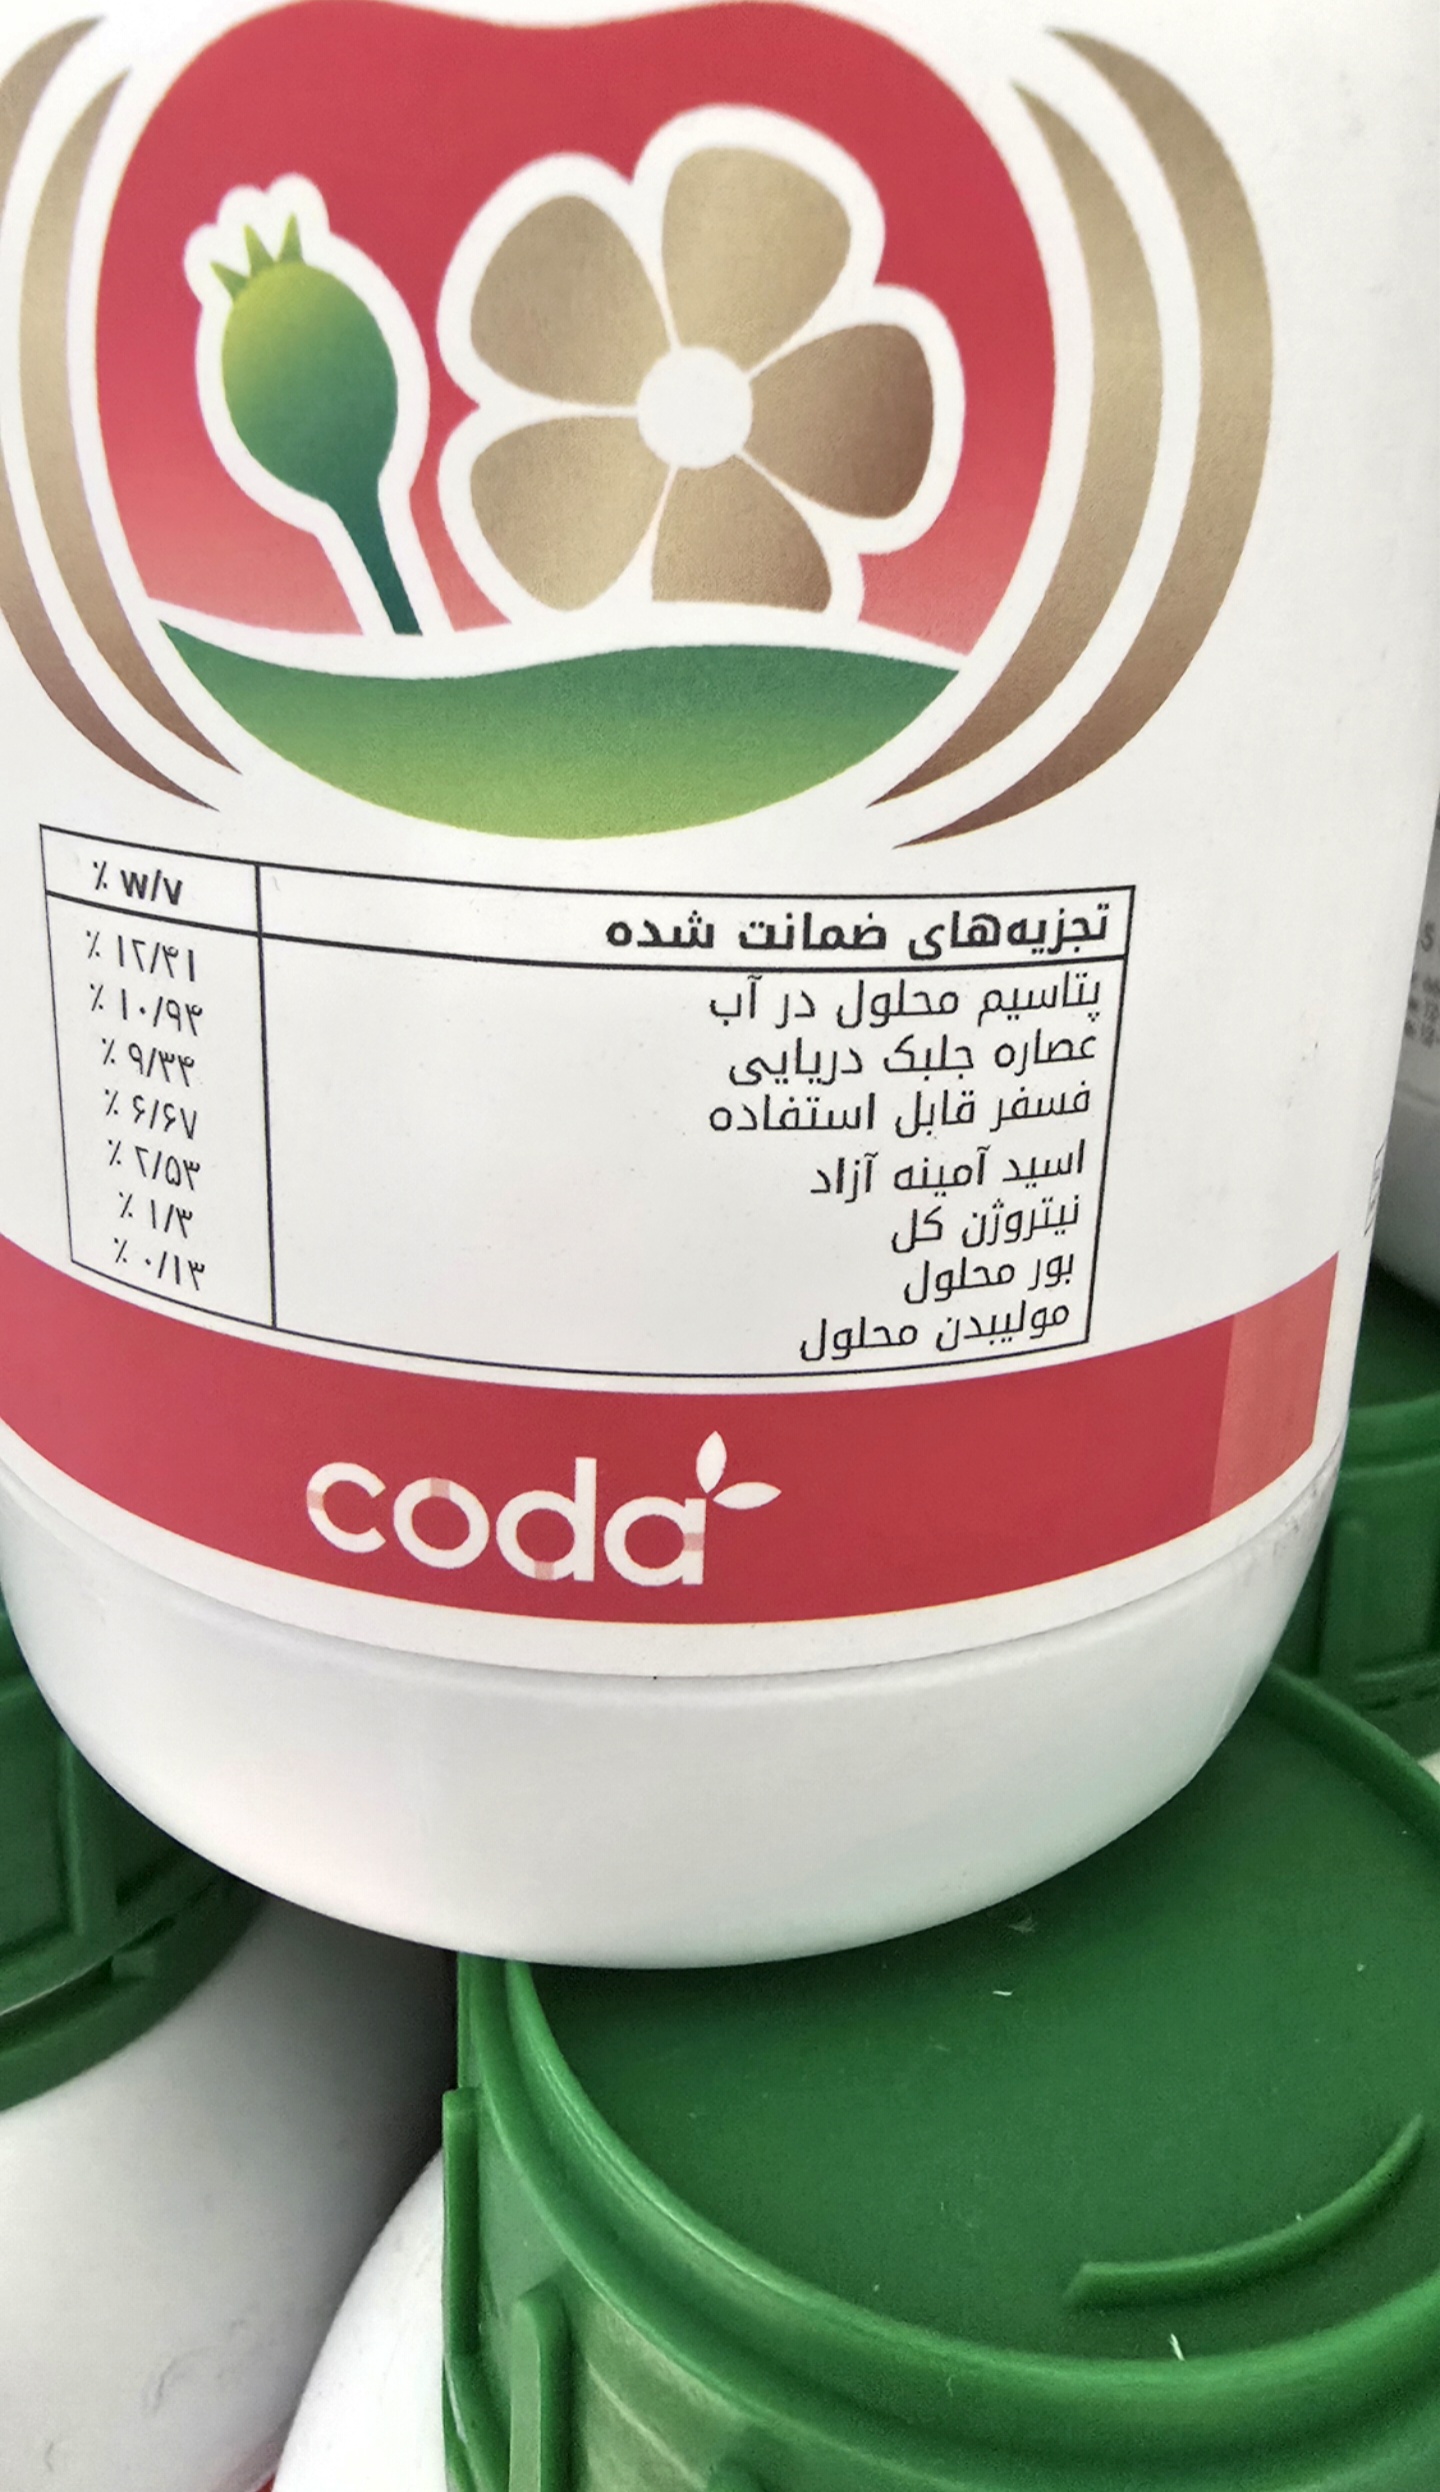 تجزیه‌های ضمانت شده % w/v
پتاسیم محلول در آب ٪ ۱۲/۴۱
عصاره جلبک دریایی ٪ ۱۰/۹۴
فسفر قابل استفاده ٪ ۹/۳۴
اسید آمینه آزاد ٪ ۶/۶۷
نیتروژن کل ٪ ۲/۵۳
بور محلول ٪ ۱/۳
مولیبدن محلول ٪ ۰/۱۳
coda